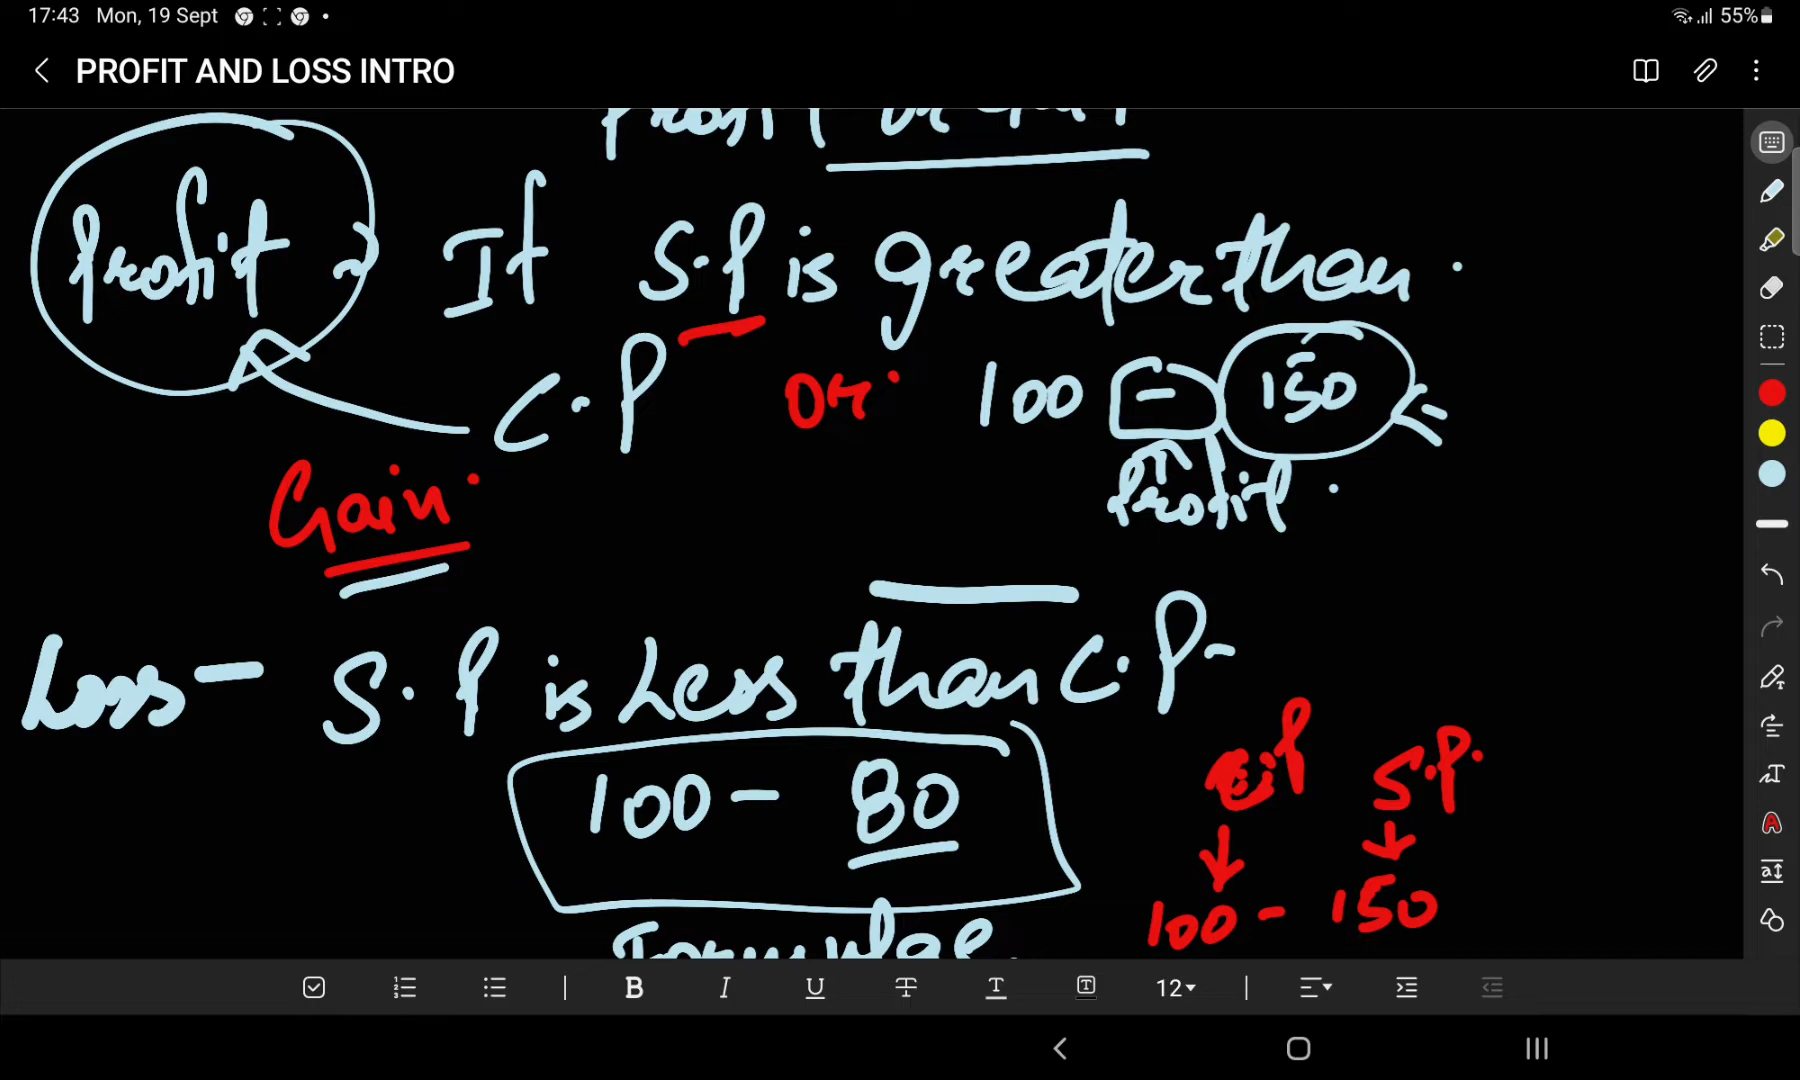 17:43 Mon, 19 Sept 55%
PROFIT AND LOSS INTRO
Profit If S.P is greater than.
C.P or 100 - 150
Gain. Profit.
Loss - S.P is Less than C.P-
100 - 80
C.P S.P.
100 - 150
Formulae
B I U T T T 12